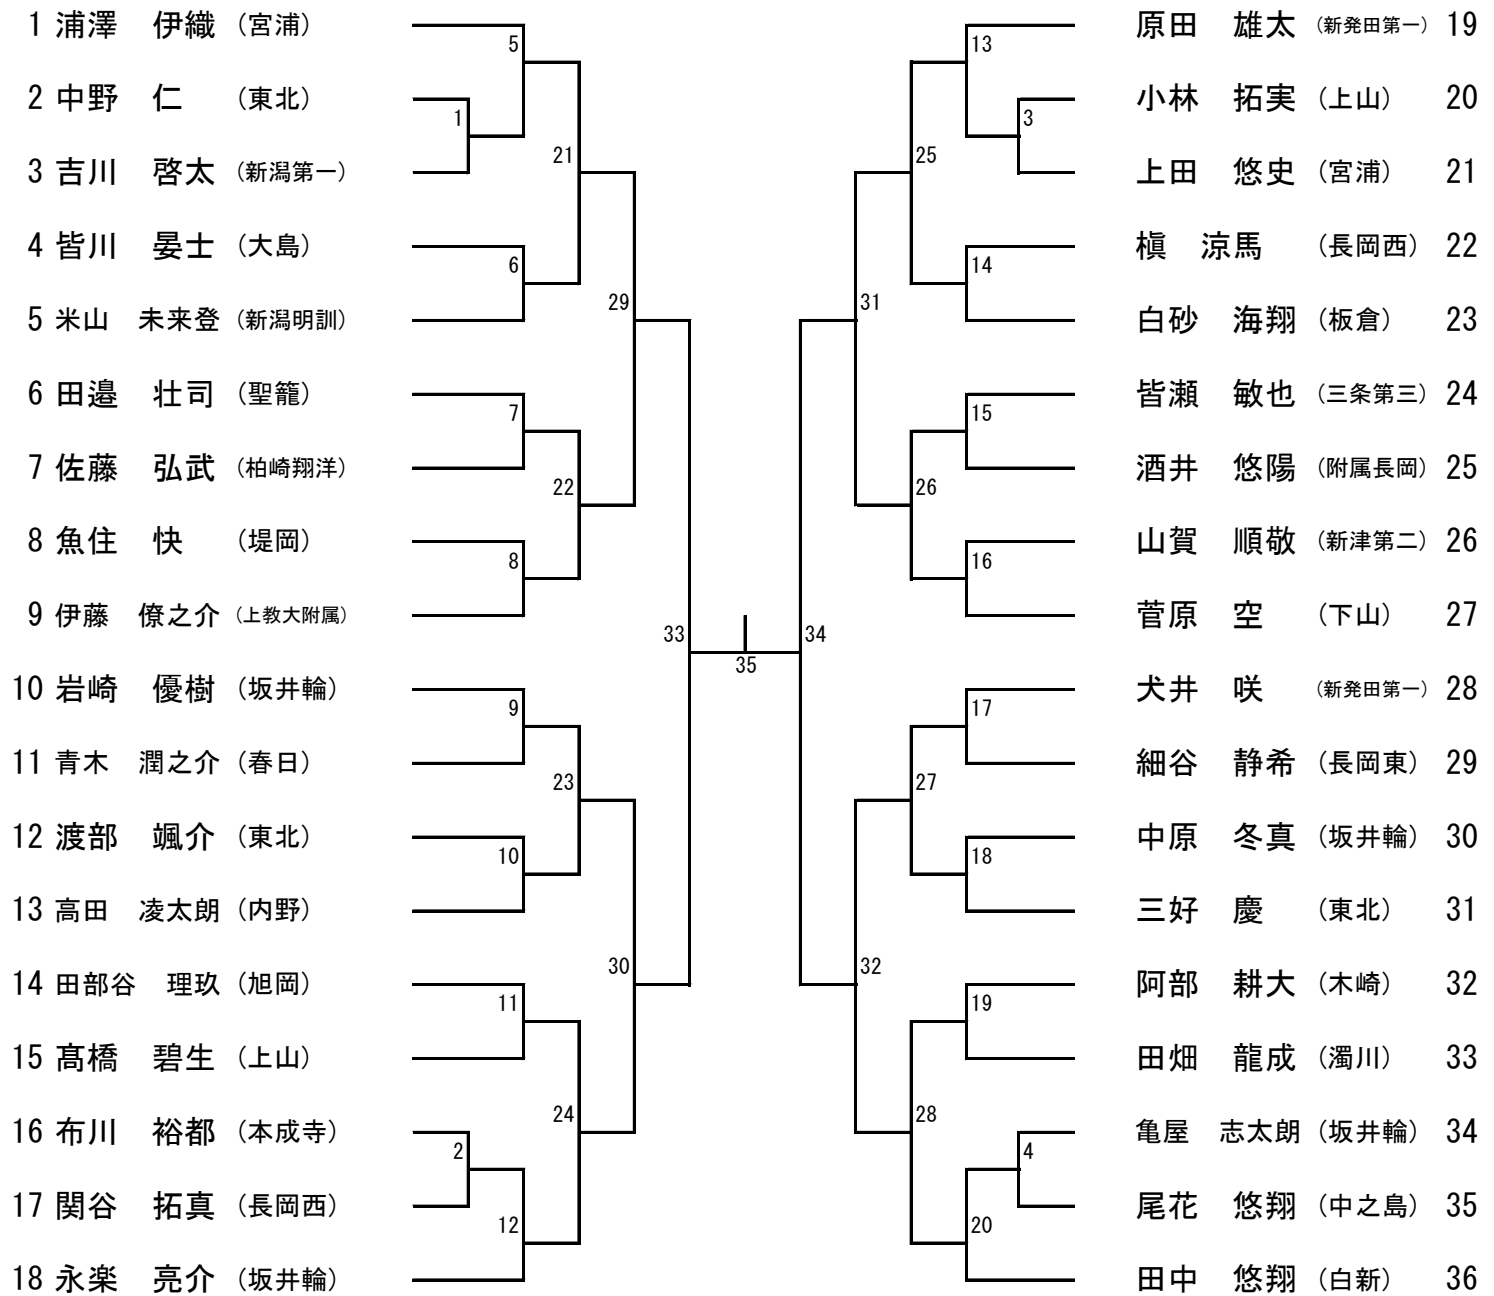 1 浦澤　伊織 (宮浦)
2 中野　仁 (東北)
3 吉川　啓太 (新潟第一)
4 皆川　晏士 (大島)
5 米山　未来登 (新潟明訓)
6 田邉　壮司 (聖籠)
7 佐藤　弘武 (柏崎翔洋)
8 魚住　快 (堤岡)
9 伊藤　僚之介 (上教大附属)
10 岩崎　優樹 (坂井輪)
11 青木　潤之介 (春日)
12 渡部　颯介 (東北)
13 高田　凌太朗 (内野)
14 田部谷　理玖 (旭岡)
15 髙橋　碧生 (上山)
16 布川　裕都 (本成寺)
17 関谷　拓真 (長岡西)
18 永楽　亮介 (坂井輪)
1
2
5
6
7
8
9
10
11
12
21
22
23
24
29
30
33
35
34
31
32
25
26
27
28
13
14
15
16
17
18
19
20
3
4
原田　雄太 (新発田第一) 19
小林　拓実 (上山) 20
上田　悠史 (宮浦) 21
槇　涼馬 (長岡西) 22
白砂　海翔 (板倉) 23
皆瀬　敏也 (三条第三) 24
酒井　悠陽 (附属長岡) 25
山賀　順敬 (新津第二) 26
菅原　空 (下山) 27
犬井　咲 (新発田第一) 28
細谷　静希 (長岡東) 29
中原　冬真 (坂井輪) 30
三好　慶 (東北) 31
阿部　耕大 (木崎) 32
田畑　龍成 (濁川) 33
亀屋　志太朗 (坂井輪) 34
尾花　悠翔 (中之島) 35
田中　悠翔 (白新) 36